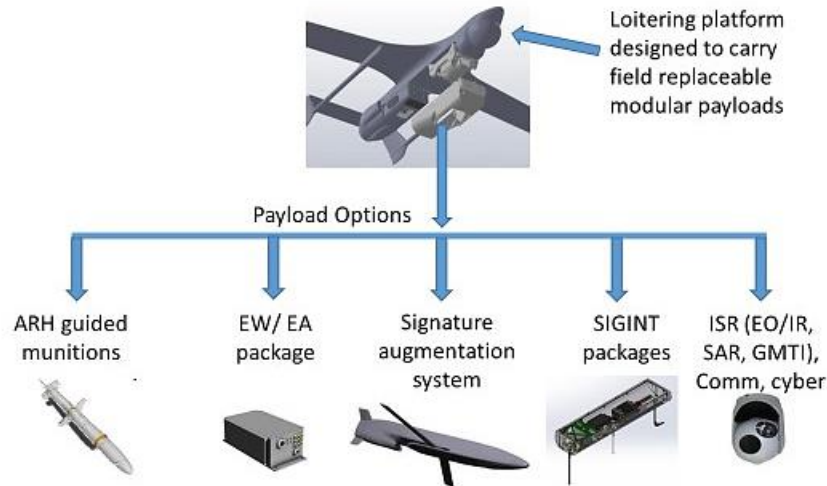 Loitering platform
designed to carry
field replaceable
modular payloads
Payload Options
ARH guided
munitions
EW/ EA
package
Signature
augmentation
system
SIGINT
packages
ISR (EO/IR,
SAR, GMTI),
Comm, cyber